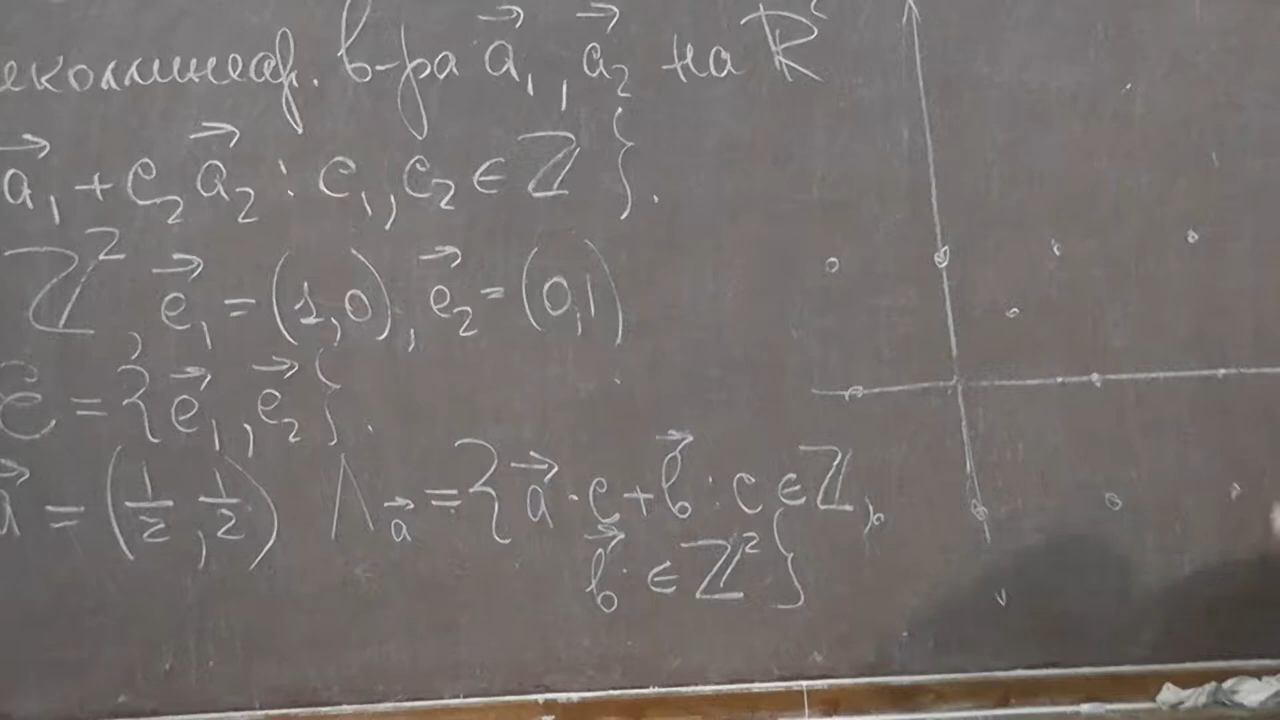 еколлинеар. в-ра a⃗₁, a⃗₂ на ℝ²
a⃗₁ + c₂ a⃗₂ : c₁, c₂ ∈ ℤ }.
ℤ², e⃗₁ = (1,0), e⃗₂ = (0,1)
e⃗ = { e⃗₁, e⃗₂ }.
a⃗ = (1/2, 1/2) Λ_a⃗ = { a⃗ · c + b⃗ : c ∈ ℤ,
b⃗ ∈ ℤ² }